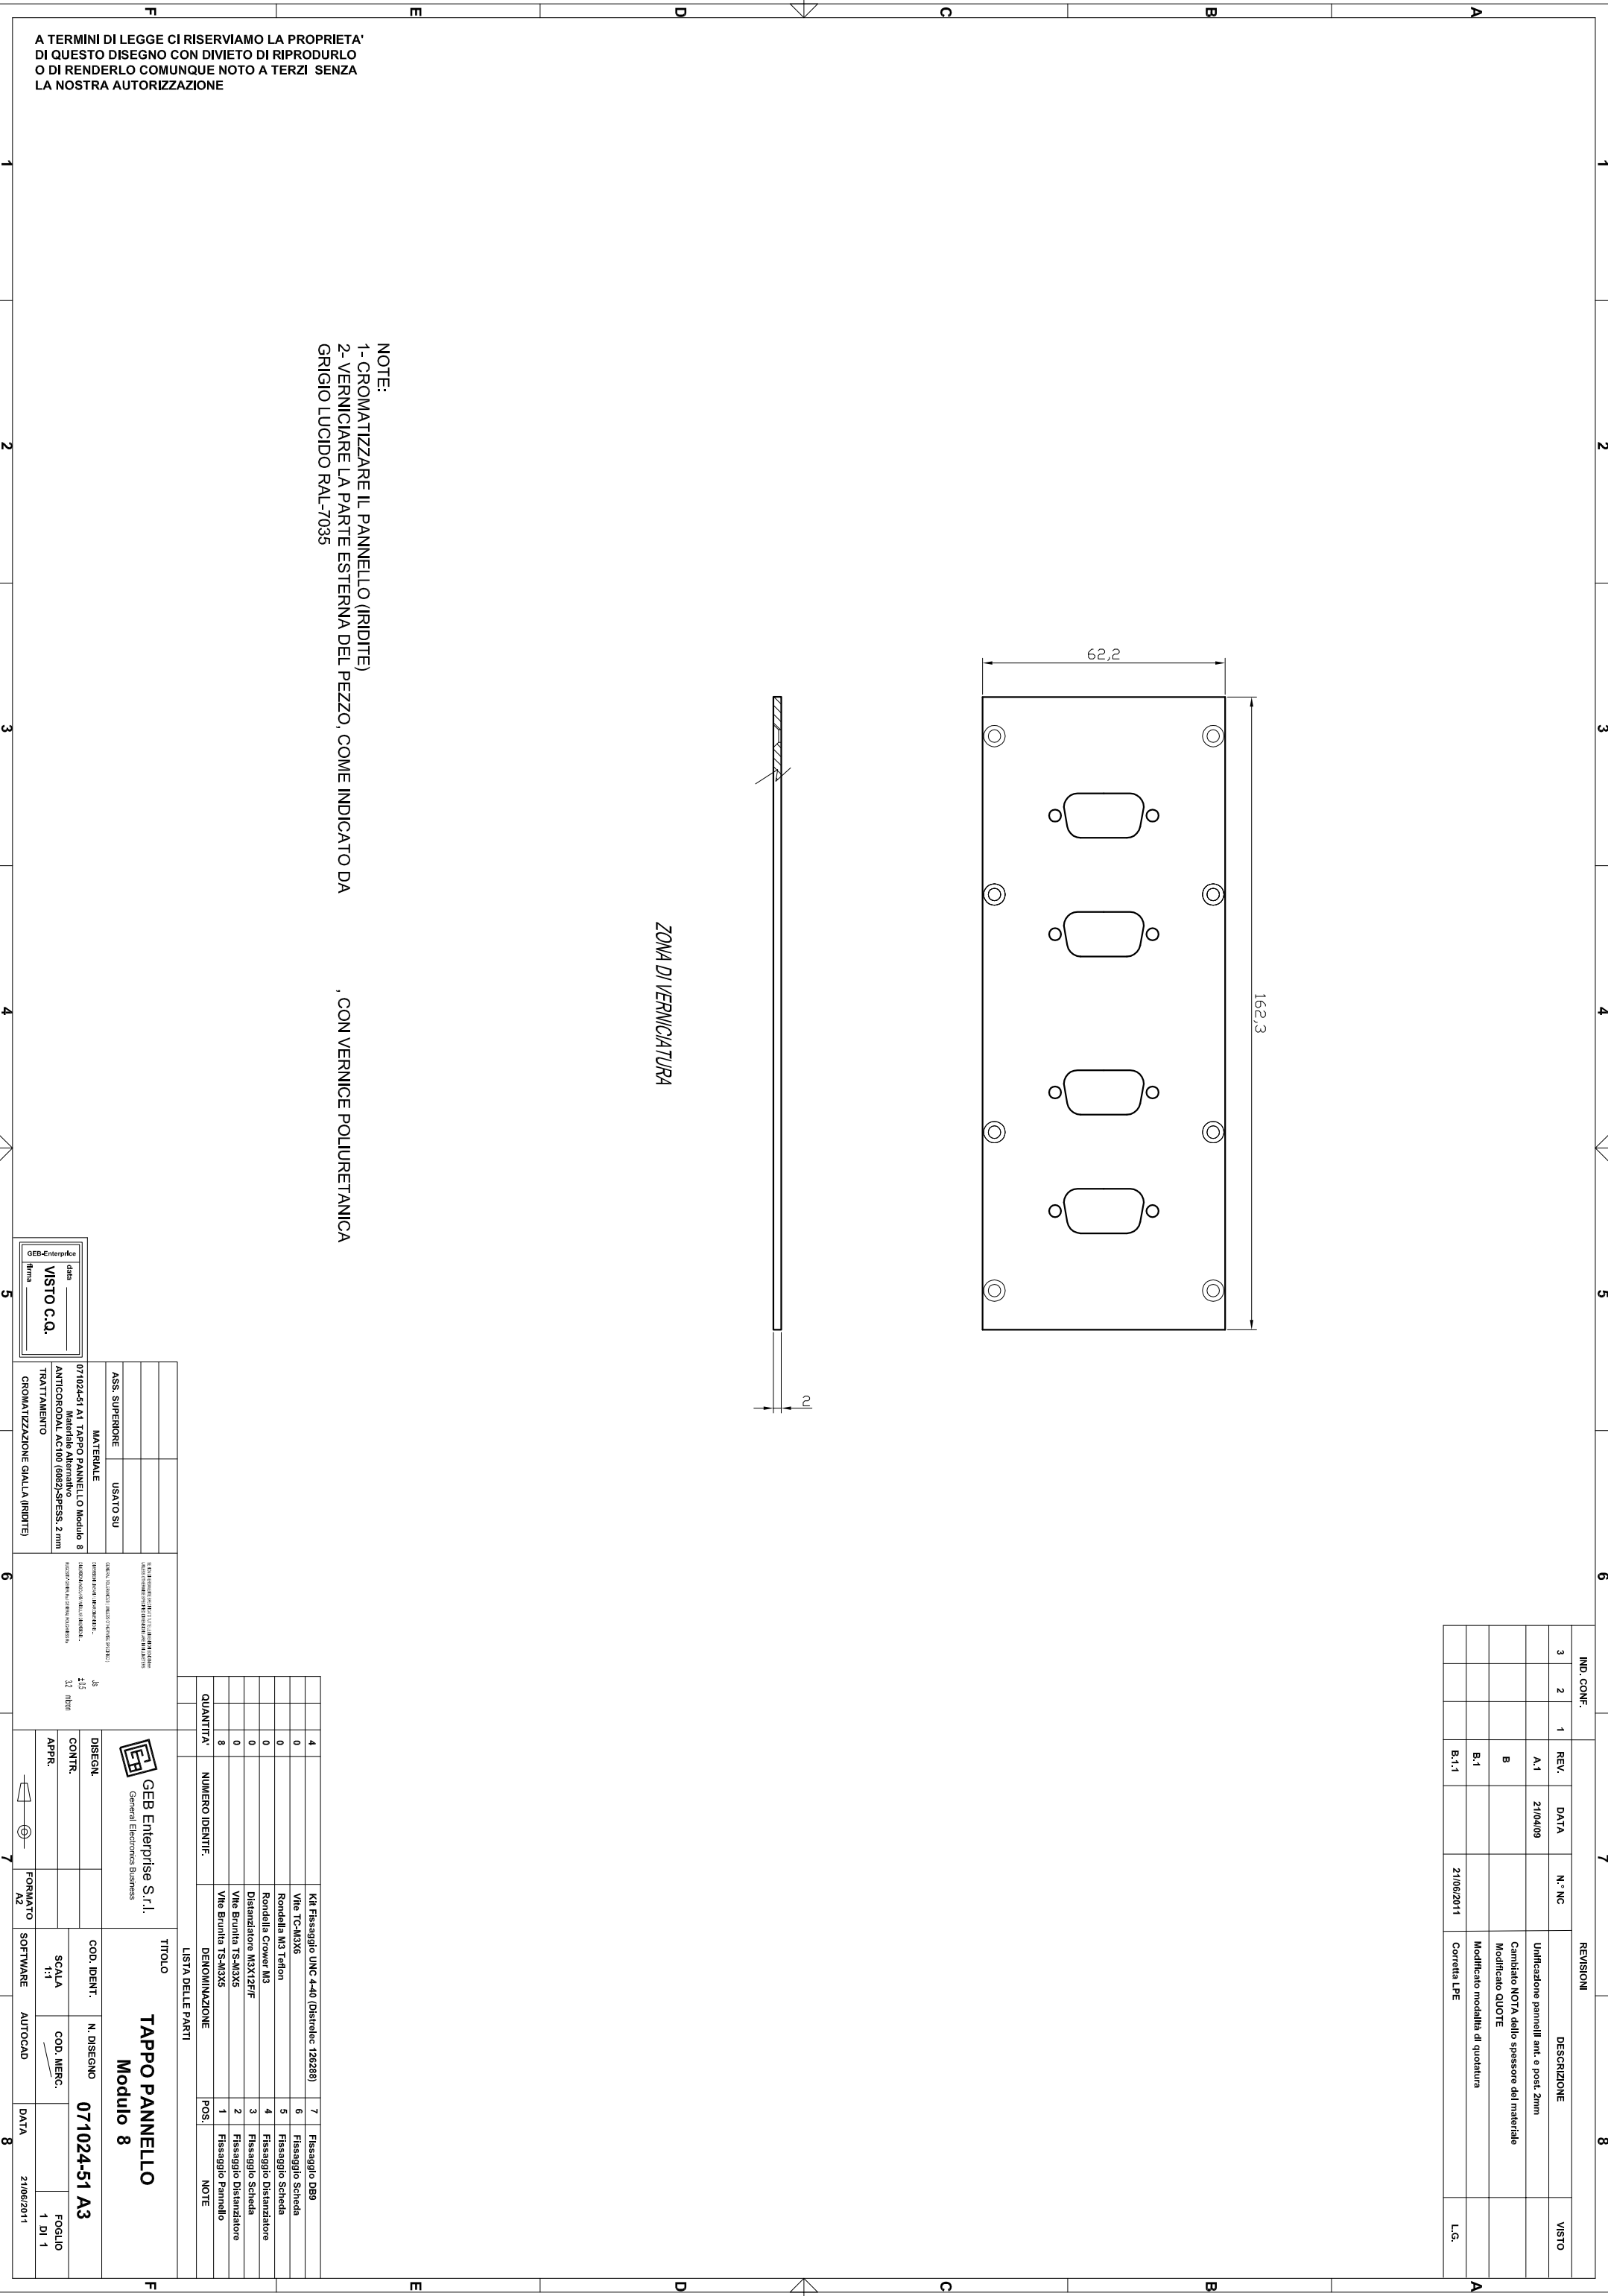 A TERMINI DI LEGGE CI RISERVIAMO LA PROPRIETA'
DI QUESTO DISEGNO CON DIVIETO DI RIPRODURLO
O DI RENDERLO COMUNQUE NOTO A TERZI SENZA
LA NOSTRA AUTORIZZAZIONE
1 2 3 4 5 6 7 8
A B C D E F
IND. CONF. REVISIONI
3 2 1 REV. DATA N.° NC DESCRIZIONE VISTO
A.1 21/04/09 Unificazione pannelli ant. e post. 2mm
B Cambiato NOTA dello spessore del materiale
Modificato QUOTE
B.1 Modificato modalità di quotatura
B.1.1 21/06/2011 Corretta LPE L.G.
162,3
62,2
2
ZONA DI VERNICIATURA
NOTE:
1- CROMATIZZARE IL PANNELLO (IRIDITE)
2- VERNICIARE LA PARTE ESTERNA DEL PEZZO, COME INDICATO DA , CON VERNICE POLIURETANICA
GRIGIO LUCIDO RAL-7035
4 Kit Fissaggio UNC 4-40 (Distrelec 126288) 7 Fissaggio DB9
0 Vite TC-M3X6 6 Fissaggio Scheda
0 Rondella M3 Teflon 5 Fissaggio Scheda
0 Rondella Crower M3 4 Fissaggio Distanziatore
0 Distanziatore M3X12F/F 3 Fissaggio Scheda
0 Vite Brunita TS-M3X5 2 Fissaggio Distanziatore
8 Vite Brunita TS-M3X5 1 Fissaggio Pannello
QUANTITA' NUMERO IDENTIF. DENOMINAZIONE POS. NOTE
LISTA DELLE PARTI
GEB Enterprise S.r.l.
General Electronics Business
TITOLO
TAPPO PANNELLO
Modulo 8
DISEGN.
CONTR.
APPR.
COD. IDENT.
N. DISEGNO
071024-51 A3
SCALA
1:1
COD. MERC.
FOGLIO
1 DI 1
FORMATO
A2
SOFTWARE AUTOCAD
DATA 21/06/2011
ASS. SUPERIORE USATO SU
MATERIALE
071024-51 A1 TAPPO PANNELLO Modulo 8
Materiale Alternativo
ANTICORODAL AC100 (6082)-SPESS. 2 mm
TRATTAMENTO
CROMATIZZAZIONE GIALLA (IRIDITE)
GEB-Enterprice
data
VISTO C.Q.
firma